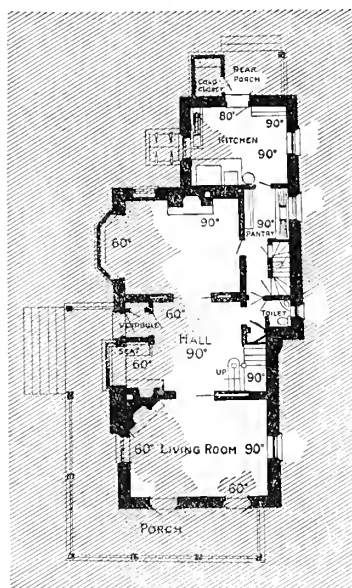 REAR
PORCH
COLD
CLOSET
80°
90°
KITCHEN
90°
90°
90°
PANTRY
60°
60°
TOILET
VESTIBULE
HALL
90°
SEAT
60°
UP
90°
60°
LIVING ROOM
90°
60°
PORCH